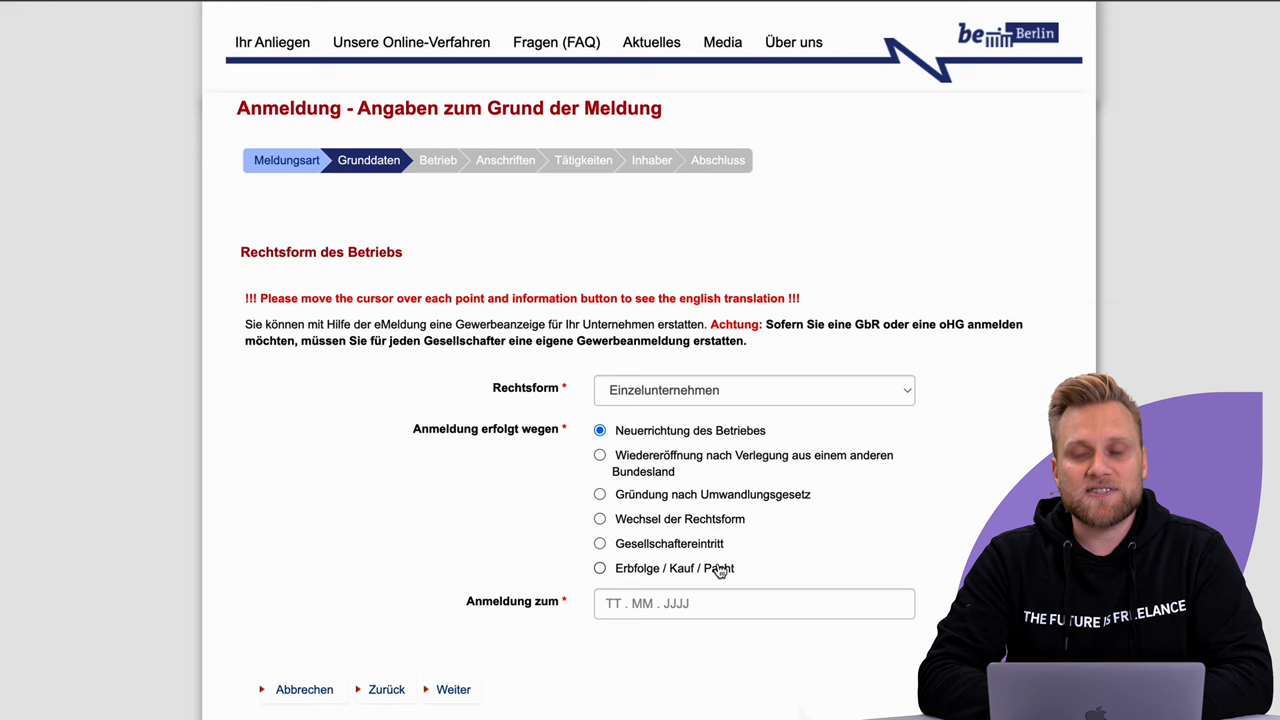 Ihr Anliegen Unsere Online-Verfahren Fragen (FAQ) Aktuelles Media Über uns
be Berlin
Anmeldung - Angaben zum Grund der Meldung
Meldungsart Grunddaten Betrieb Anschriften Tätigkeiten Inhaber Abschluss
Rechtsform des Betriebs
!!! Please move the cursor over each point and information button to see the english translation !!!
Sie können mit Hilfe der eMeldung eine Gewerbeanzeige für Ihr Unternehmen erstatten. Achtung: Sofern Sie eine GbR oder eine oHG anmelden
möchten, müssen Sie für jeden Gesellschafter eine eigene Gewerbeanmeldung erstatten.
Rechtsform * Einzelunternehmen
Anmeldung erfolgt wegen * Neuerrichtung des Betriebes
Wiedereröffnung nach Verlegung aus einem anderen
Bundesland
Gründung nach Umwandlungsgesetz
Wechsel der Rechtsform
Gesellschaftereintritt
Erbfolge / Kauf / Pacht
Anmeldung zum * TT . MM . JJJJ
THE FUTURE IS FREELANCE
Abbrechen Zurück Weiter